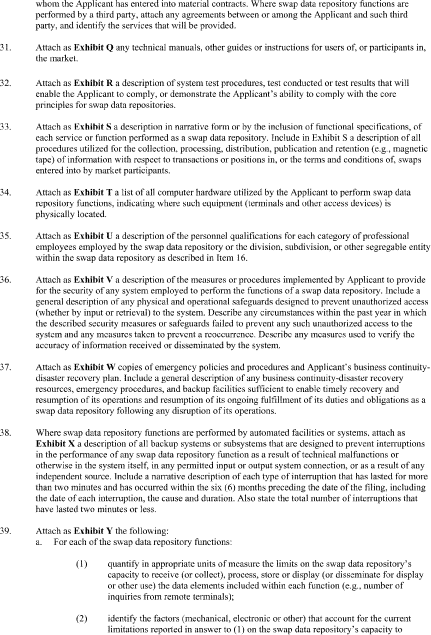 whom the Applicant has entered into material contracts. Where swap data repository functions are
performed by a third party, attach any agreements between or among the Applicant and such third
party, and identify the services that will be provided.
31. Attach as Exhibit Q any technical manuals, other guides or instructions for users of, or participants in,
the market.
32. Attach as Exhibit R a description of system test procedures, test conducted or test results that will
enable the Applicant to comply, or demonstrate the Applicant's ability to comply with the core
principles for swap data repositories.
33. Attach as Exhibit S a description in narrative form or by the inclusion of functional specifications, of
each service or function performed as a swap data repository. Include in Exhibit S a description of all
procedures utilized for the collection, processing, distribution, publication and retention (e.g., magnetic
tape) of information with respect to transactions or positions in, or the terms and conditions of, swaps
entered into by market participants.
34. Attach as Exhibit T a list of all computer hardware utilized by the Applicant to perform swap data
repository functions, indicating where such equipment (terminals and other access devices) is
physically located.
35. Attach as Exhibit U a description of the personnel qualifications for each category of professional
employees employed by the swap data repository or the division, subdivision, or other segregable entity
within the swap data repository as described in Item 16.
36. Attach as Exhibit V a description of the measures or procedures implemented by Applicant to provide
for the security of any system employed to perform the functions of a swap data repository. Include a
general description of any physical and operational safeguards designed to prevent unauthorized access
(whether by input or retrieval) to the system. Describe any circumstances within the past year in which
the described security measures or safeguards failed to prevent any such unauthorized access to the
system and any measures taken to prevent a reoccurrence. Describe any measures used to verify the
accuracy of information received or disseminated by the system.
37. Attach as Exhibit W copies of emergency policies and procedures and Applicant's business continuity-
disaster recovery plan. Include a general description of any business continuity-disaster recovery
resources, emergency procedures, and backup facilities sufficient to enable timely recovery and
resumption of its operations and resumption of its ongoing fulfillment of its duties and obligations as a
swap data repository following any disruption of its operations.
38. Where swap data repository functions are performed by automated facilities or systems, attach as
Exhibit X a description of all backup systems or subsystems that are designed to prevent interruptions
in the performance of any swap data repository function as a result of technical malfunctions or
otherwise in the system itself, in any permitted input or output system connection, or as a result of any
independent source. Include a narrative description of each type of interruption that has lasted for more
than two minutes and has occurred within the six (6) months preceding the date of the filing, including
the date of each interruption, the cause and duration. Also state the total number of interruptions that
have lasted two minutes or less.
39. Attach as Exhibit Y the following:
a. For each of the swap data repository functions:
(1) quantify in appropriate units of measure the limits on the swap data repository's
capacity to receive (or collect), process, store or display (or disseminate for display
or other use) the data elements included within each function (e.g., number of
inquiries from remote terminals);
(2) identify the factors (mechanical, electronic or other) that account for the current
limitations reported in answer to (1) on the swap data repository's capacity to